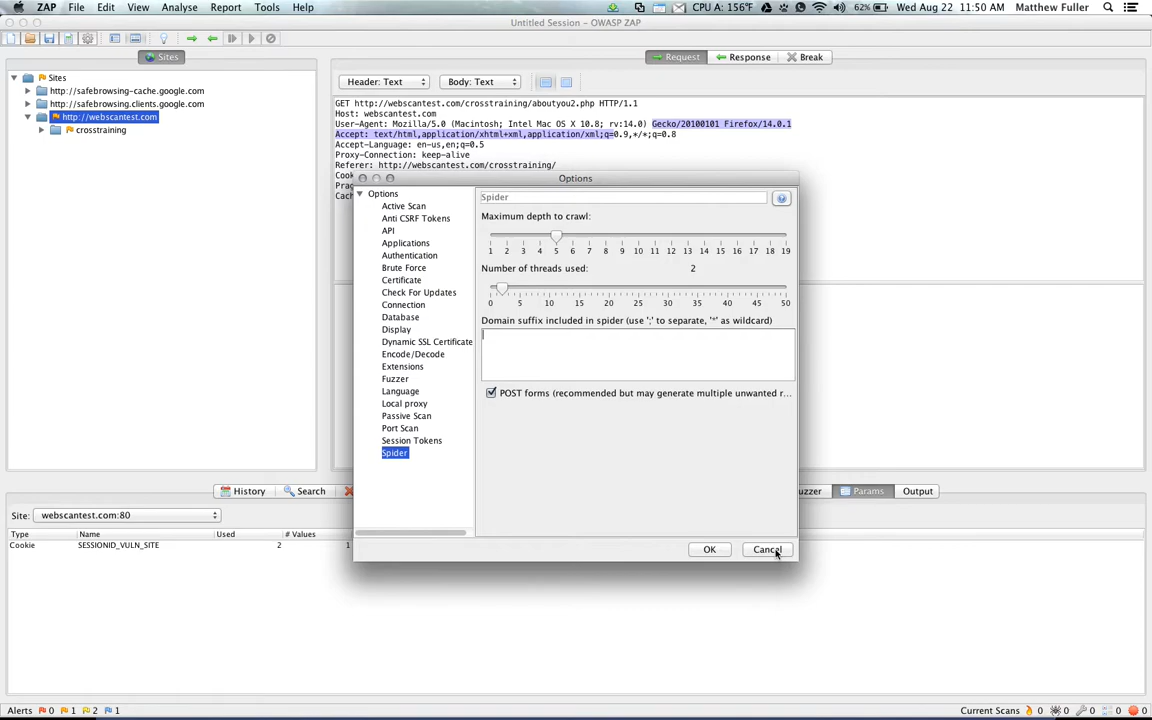 ZAP File Edit View Analyse Report Tools Help CPU A: 156°F 62% Wed Aug 22 11:50 AM Matthew Fuller
Untitled Session - OWASP ZAP
Sites
Request Response Break
Sites
http://safebrowsing-cache.google.com
http://safebrowsing.clients.google.com
http://webscantest.com
crosstraining
Header: Text Body: Text
GET http://webscantest.com/crosstraining/aboutyou2.php HTTP/1.1
Host: webscantest.com
User-Agent: Mozilla/5.0 (Macintosh; Intel Mac OS X 10.8; rv:14.0) Gecko/20100101 Firefox/14.0.1
Accept: text/html,application/xhtml+xml,application/xml;q=0.9,*/*;q=0.8
Accept-Language: en-us,en;q=0.5
Proxy-Connection: keep-alive
Referer: http://webscantest.com/crosstraining/
Cook
Prag
Cach
Options
Options
Active Scan
Anti CSRF Tokens
API
Applications
Authentication
Brute Force
Certificate
Check For Updates
Connection
Database
Display
Dynamic SSL Certificate
Encode/Decode
Extensions
Fuzzer
Language
Local proxy
Passive Scan
Port Scan
Session Tokens
Spider
Spider
Maximum depth to crawl:
1 2 3 4 5 6 7 8 9 10 11 12 13 14 15 16 17 18 19
Number of threads used: 2
0 5 10 15 20 25 30 35 40 45 50
Domain suffix included in spider (use ';' to separate, '*' as wildcard)
POST forms (recommended but may generate multiple unwanted r...
OK Cancel
History Search uzzer Params Output
Site: webscantest.com:80
Type Name Used # Values
Cookie SESSIONID_VULN_SITE 2 1
Alerts 0 1 2 1 Current Scans 0 0 0 0 0